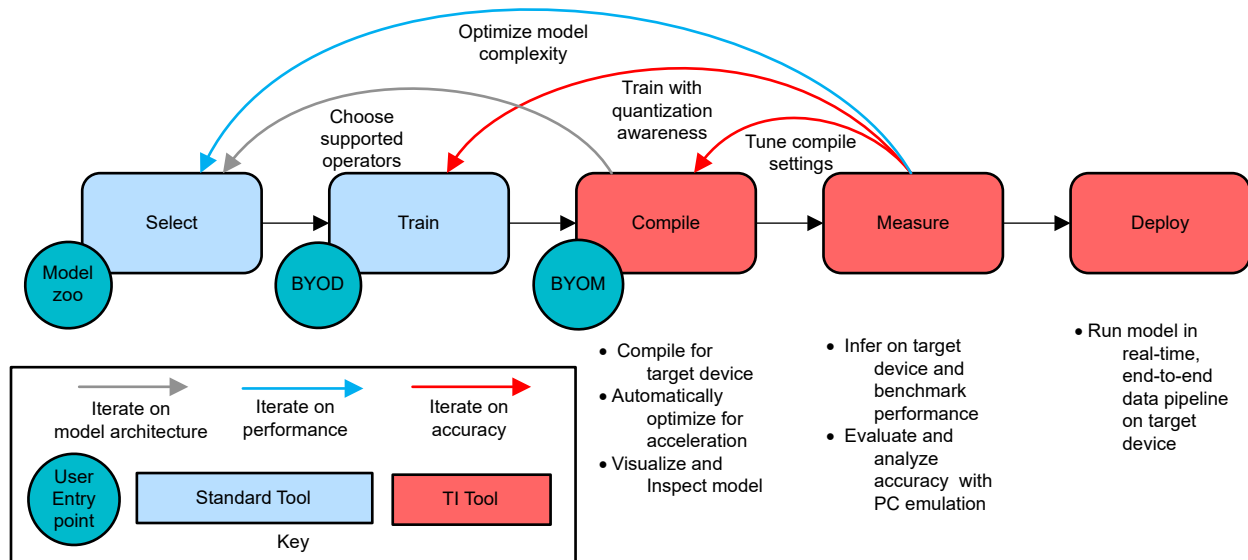 Optimize model
complexity
Train with
quantization
awareness
Choose
supported
operators
Tune compile
settings
Select
Train
Compile
Measure
Deploy
Model
zoo
BYOD
BYOM
• Compile for
target device
• Automatically
optimize for
acceleration
• Visualize and
Inspect model
• Infer on target
device and
benchmark
performance
• Evaluate and
analyze
accuracy with
PC emulation
• Run model in
real-time,
end-to-end
data pipeline
on target
device
Iterate on
model architecture
Iterate on
performance
Iterate on
accuracy
User
Entry
point
Standard Tool
TI Tool
Key